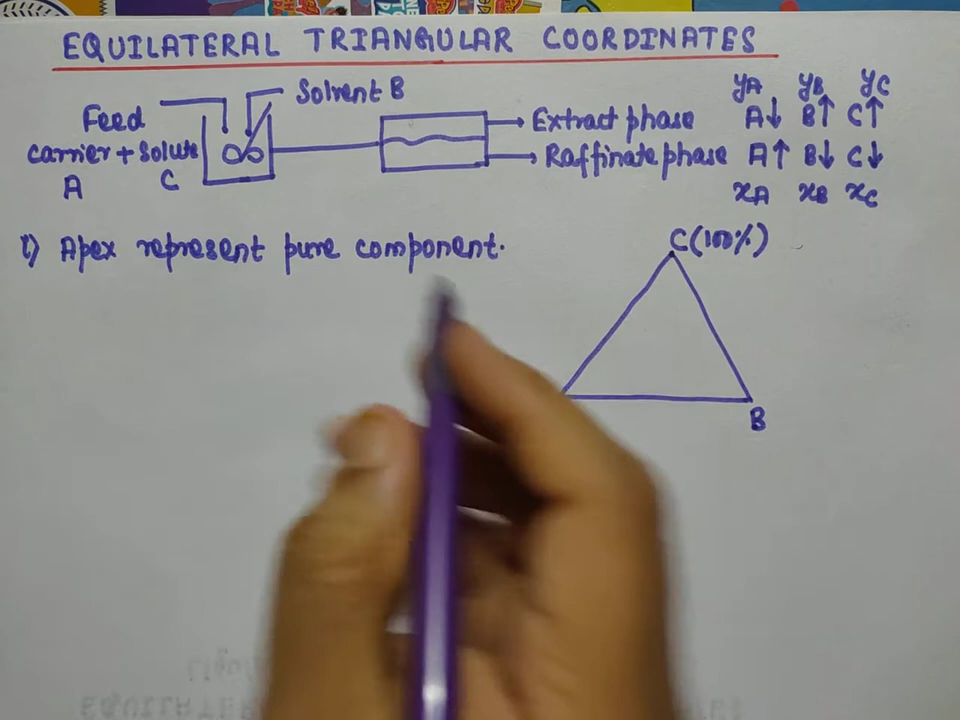 EQUILATERAL TRIANGULAR COORDINATES
Solvent B
yA yB yC
Feed
Extract phase A↓ B↑ C↑
Carrier + Solute
Raffinate phase A↑ B↓ C↓
A C
xA xB xC
1) Apex represent pure component.
C(100%)
B